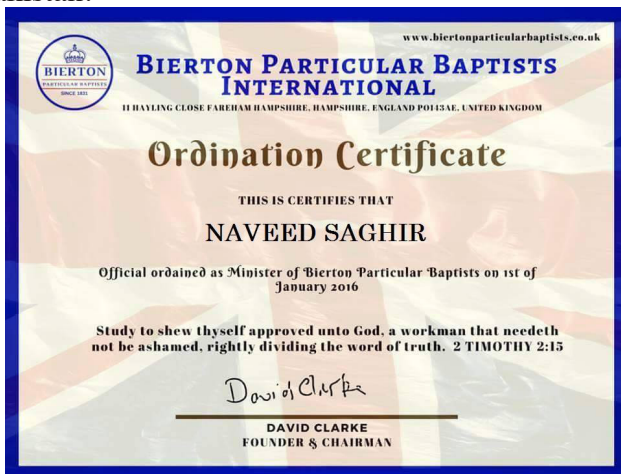 www.biertonparticularbaptists.co.uk
BIERTON
PARTICULAR BAPTISTS
SINCE 1831
BIERTON PARTICULAR BAPTISTS
INTERNATIONAL
11 HAYLING CLOSE FAREHAM HAMPSHIRE, HAMPSHIRE, ENGLAND PO143AE, UNITED KINGDOM
Ordination Certificate
THIS IS CERTIFIES THAT
NAVEED SAGHIR
Official ordained as Minister of Bierton Particular Baptists on 1st of
January 2016
Study to shew thyself approved unto God, a workman that needeth
not be ashamed, rightly dividing the word of truth. 2 TIMOTHY 2:15
David Clarke
DAVID CLARKE
FOUNDER & CHAIRMAN